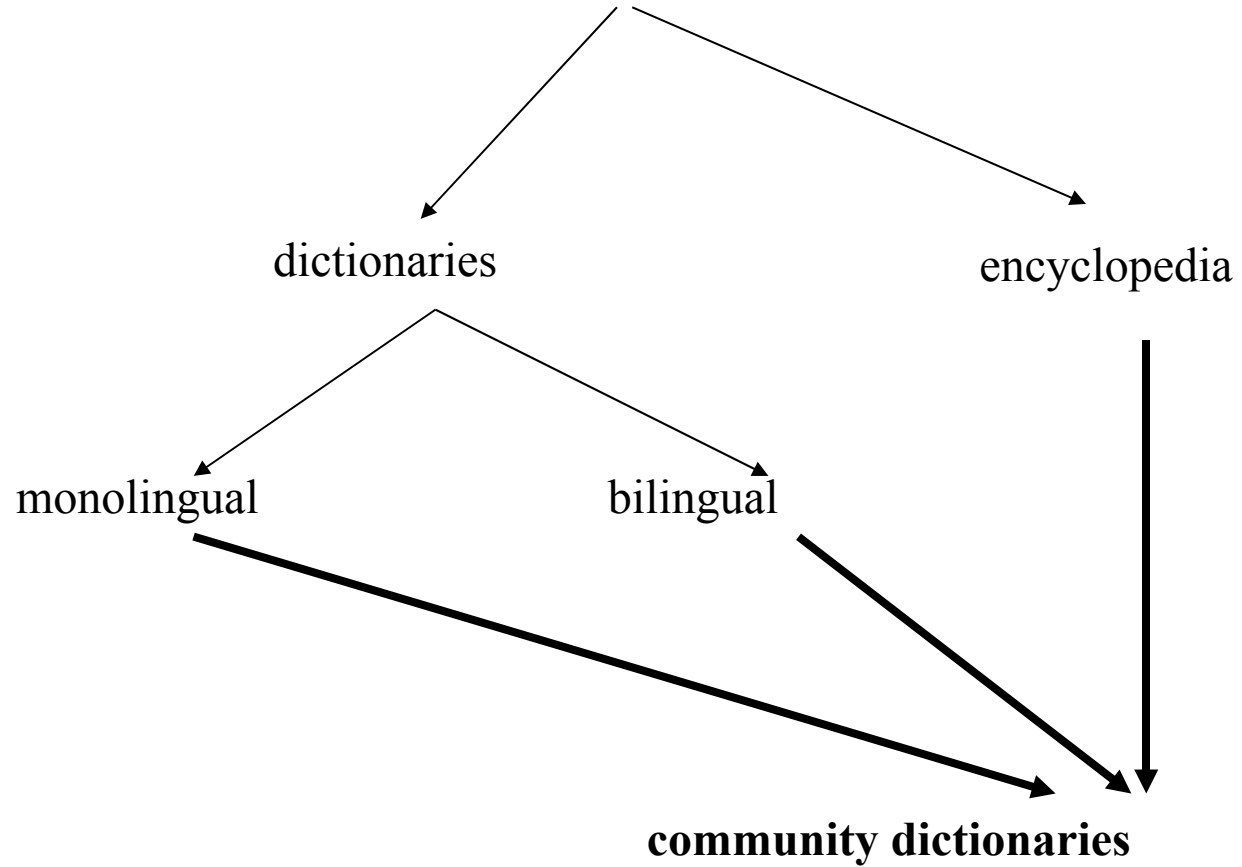 dictionaries
encyclopedia
monolingual
bilingual
community dictionaries